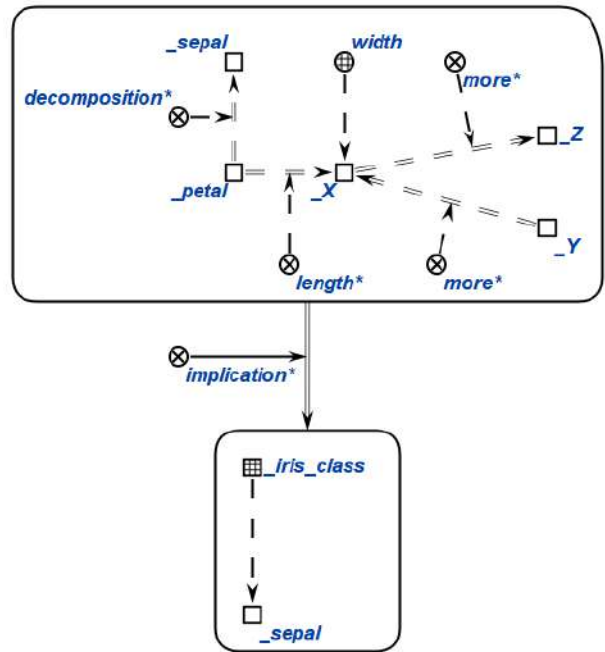 _sepal
width
more*
decomposition*
_Z
_petal
_X
_Y
length*
more*
implication*
_iris_class
_sepal